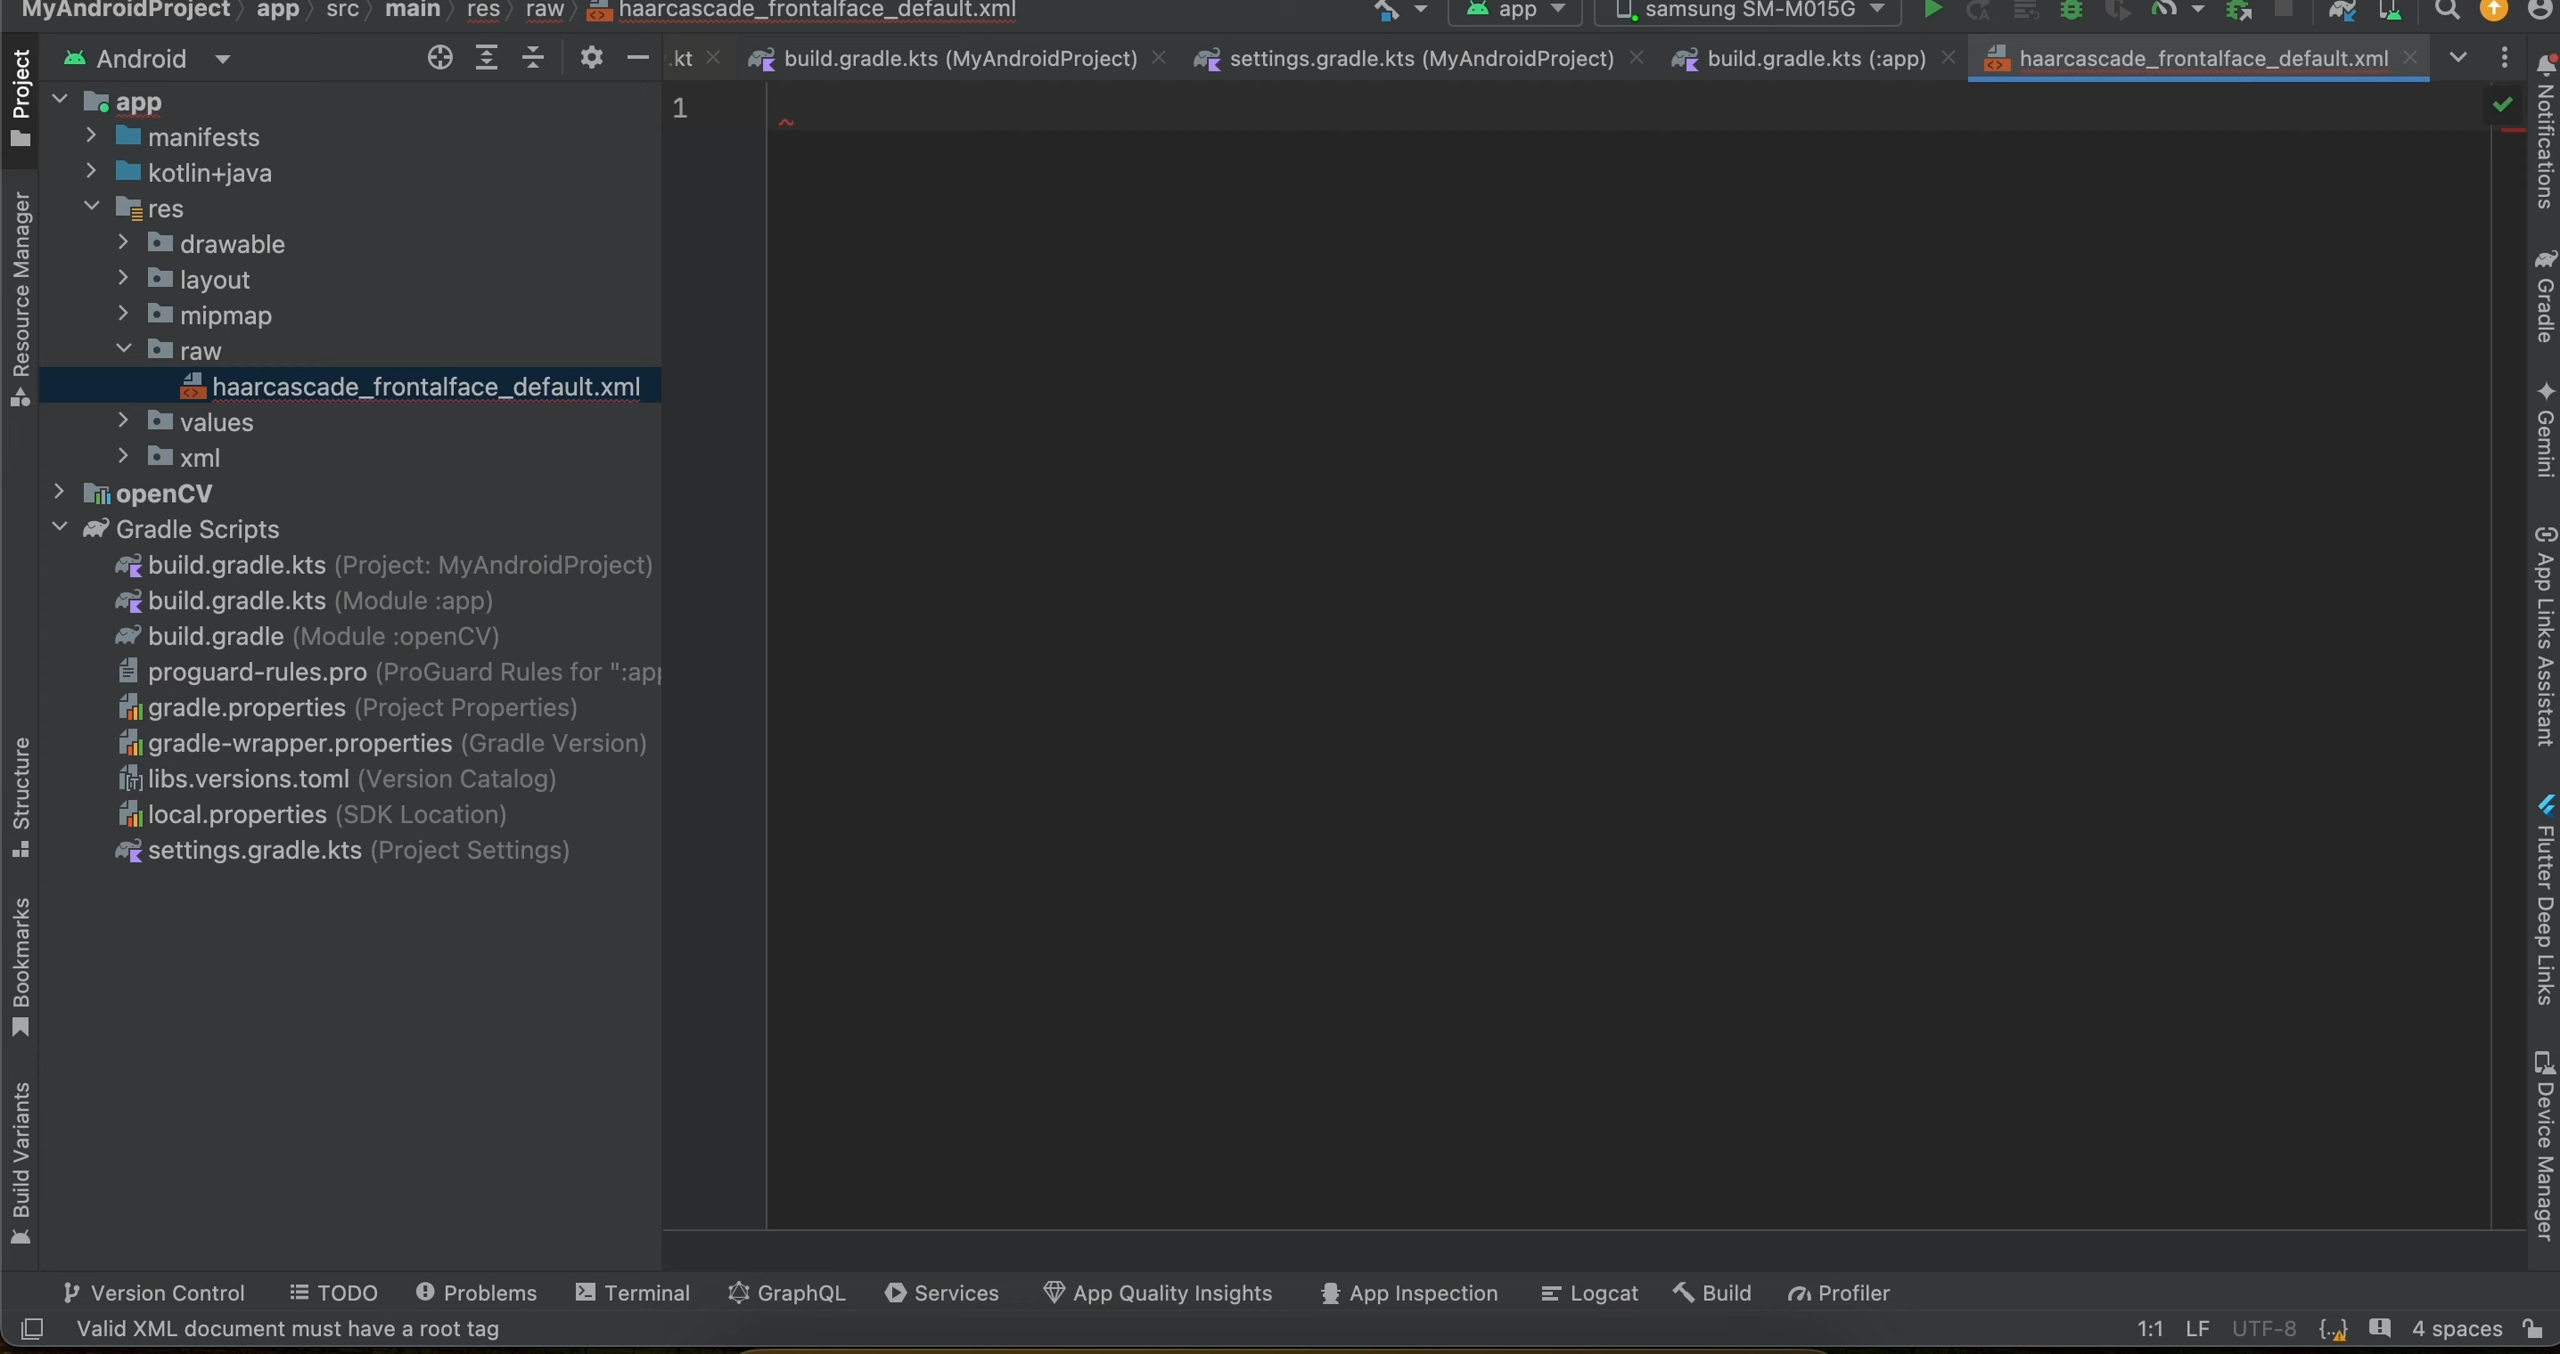 MyAndroidProject app src main res raw haarcascade_frontalface_default.xml
app samsung SM-M015G
Android
.kt build.gradle.kts (MyAndroidProject) settings.gradle.kts (MyAndroidProject) build.gradle.kts (:app) haarcascade_frontalface_default.xml
Project
Resource Manager
Structure
Bookmarks
Build Variants
app
manifests
kotlin+java
res
drawable
layout
mipmap
raw
haarcascade_frontalface_default.xml
values
xml
openCV
Gradle Scripts
build.gradle.kts (Project: MyAndroidProject)
build.gradle.kts (Module :app)
build.gradle (Module :openCV)
proguard-rules.pro (ProGuard Rules for ":app
gradle.properties (Project Properties)
gradle-wrapper.properties (Gradle Version)
libs.versions.toml (Version Catalog)
local.properties (SDK Location)
settings.gradle.kts (Project Settings)
1
Notifications
Gradle
Gemini
App Links Assistant
Flutter Deep Links
Device Manager
Version Control TODO Problems Terminal GraphQL Services App Quality Insights App Inspection Logcat Build Profiler
Valid XML document must have a root tag 1:1 LF UTF-8 4 spaces